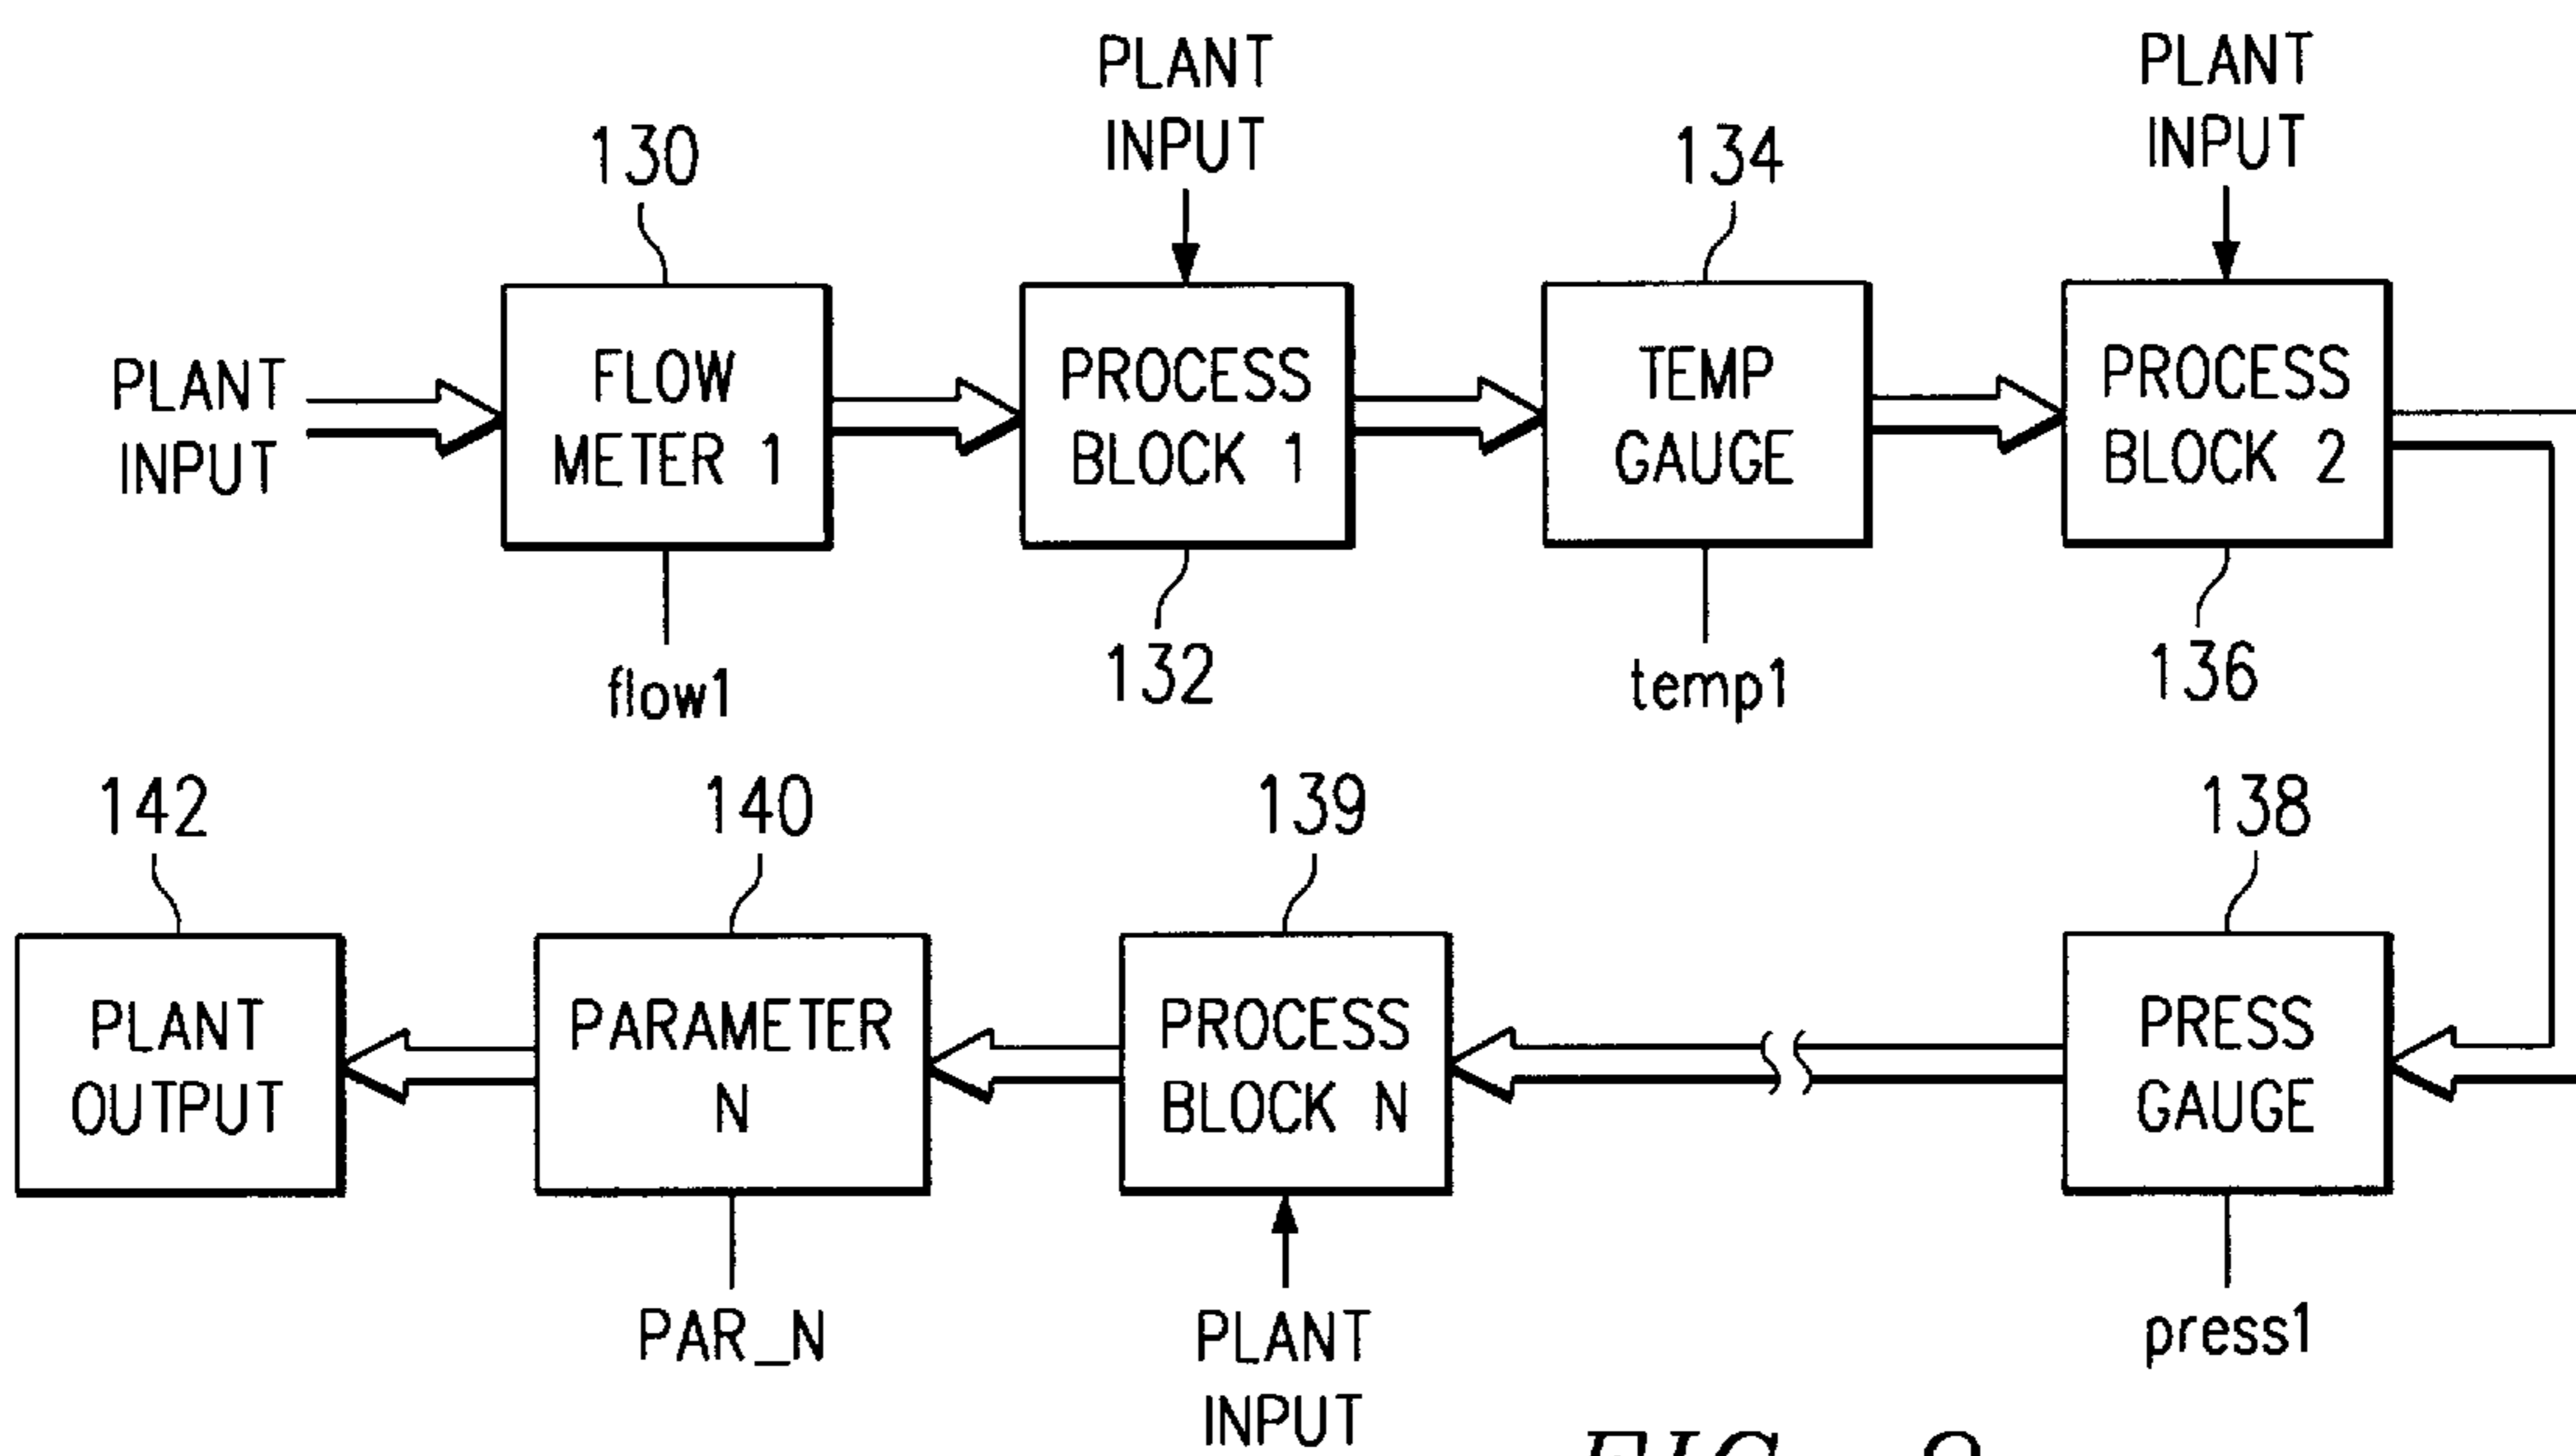 PLANT
INPUT
PLANT
INPUT
130
134
PLANT
INPUT
FLOW
METER 1
PROCESS
BLOCK 1
TEMP
GAUGE
PROCESS
BLOCK 2
flow1
132
temp1
136
142
140
139
138
PLANT
OUTPUT
PARAMETER
N
PROCESS
BLOCK N
PRESS
GAUGE
PAR_N
PLANT
INPUT
press1